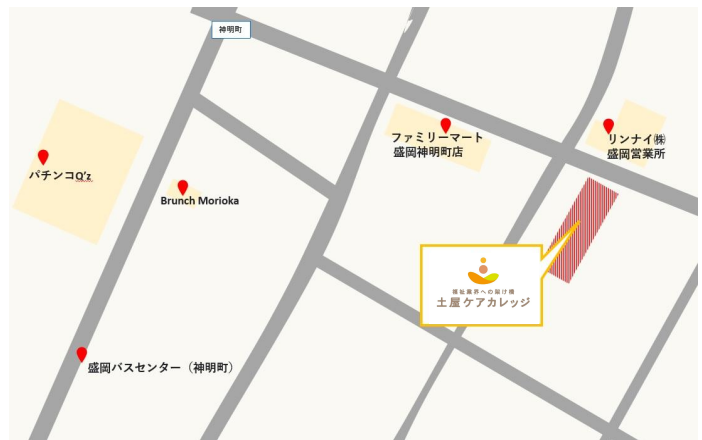 神明町
ファミリーマート
盛岡神明町店
リンナイ㈱
盛岡営業所
パチンコQ'z
Brunch Morioka
福祉業界への架け橋
土屋ケアカレッジ
盛岡バスセンター（神明町）